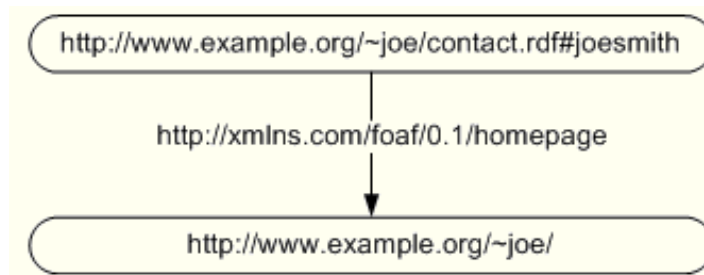 http://www.example.org/~joe/contact.rdf#joesmith
http://xmlns.com/foaf/0.1/homepage
http://www.example.org/~joe/